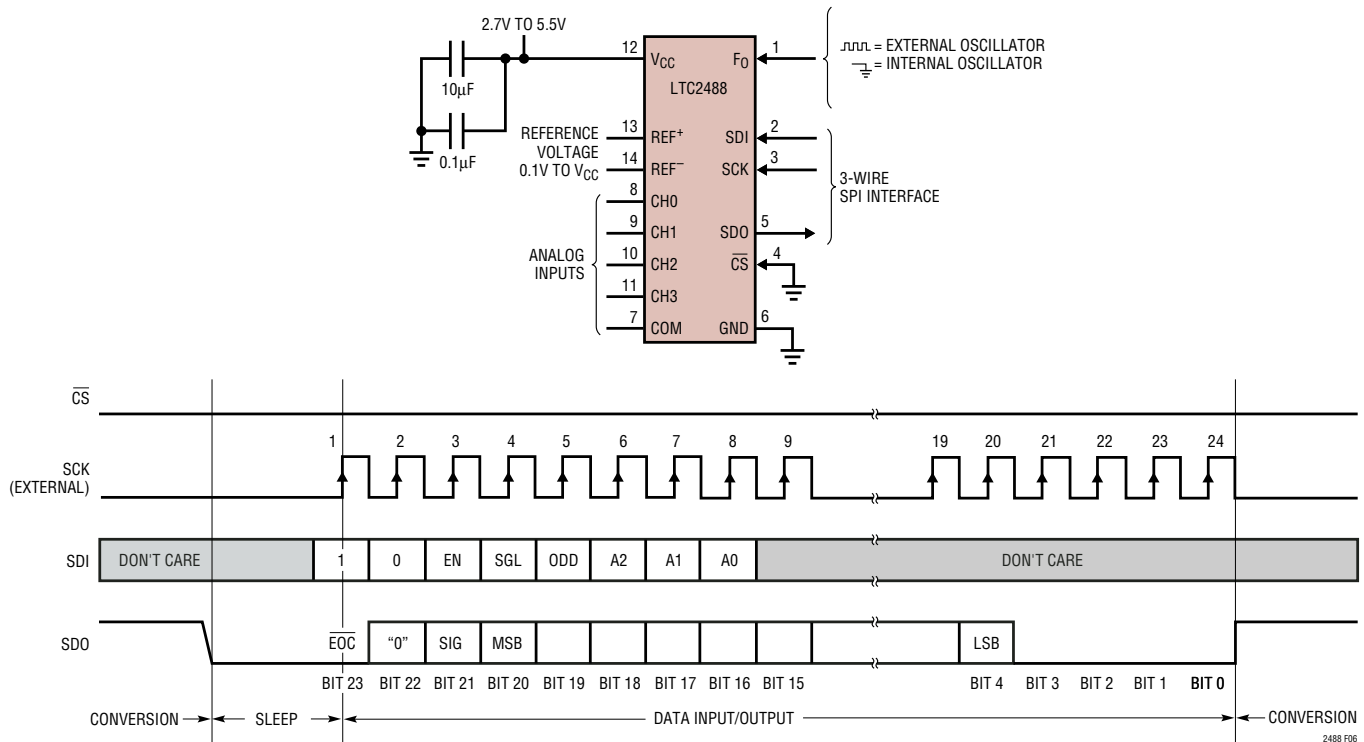 2.7V TO 5.5V
10µF
0.1µF
REFERENCE
VOLTAGE
0.1V TO VCC
ANALOG
INPUTS
12 VCC
13 REF+
14 REF–
8 CH0
9 CH1
10 CH2
11 CH3
7 COM
LTC2488
FO 1
SDI 2
SCK 3
SDO 5
CS 4
GND 6
= EXTERNAL OSCILLATOR
= INTERNAL OSCILLATOR
3-WIRE
SPI INTERFACE
CS
1 2 3 4 5 6 7 8 9 19 20 21 22 23 24
SCK
(EXTERNAL)
SDI DON'T CARE 1 0 EN SGL ODD A2 A1 A0 DON'T CARE
SDO EOC “0” SIG MSB LSB
BIT 23 BIT 22 BIT 21 BIT 20 BIT 19 BIT 18 BIT 17 BIT 16 BIT 15 BIT 4 BIT 3 BIT 2 BIT 1 BIT 0
CONVERSION SLEEP DATA INPUT/OUTPUT CONVERSION
2488 F06